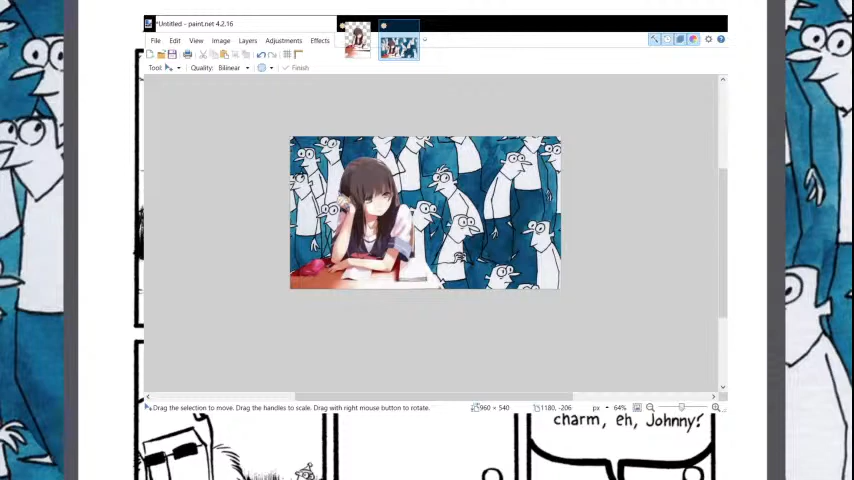 *Untitled - paint.net 4.2.16
File Edit View Image Layers Adjustments Effects
Tool: Quality: Bilinear Finish
Drag the selection to move. Drag the handles to scale. Drag with right mouse button to rotate. 960 × 540 1180, -206 px 64%
charm, eh, Johnny?